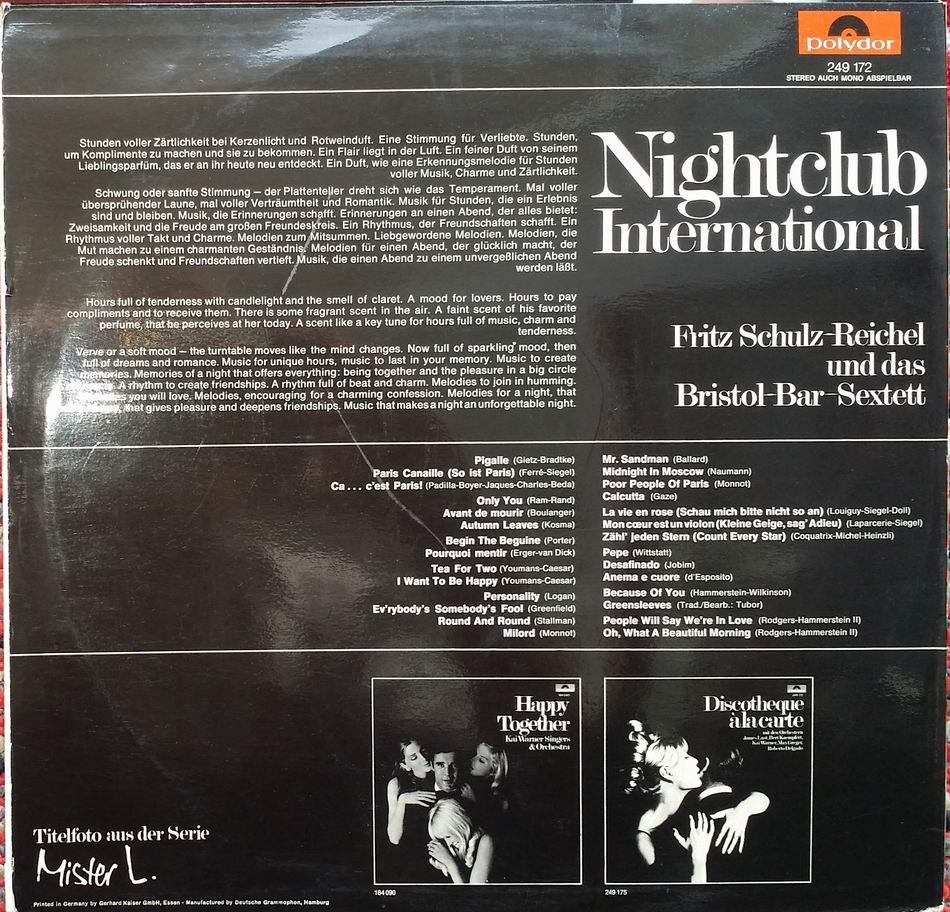 polydor
249 172
STEREO AUCH MONO ABSPIELBAR
Stunden voller Zärtlichkeit bei Kerzenlicht und Rotweinduft. Eine Stimmung für Verliebte. Stunden,
um Komplimente zu machen und sie zu bekommen. Ein Flair liegt in der Luft. Ein feiner Duft von seinem
Lieblingsparfüm, das er an ihr heute neu entdeckt. Ein Duft, wie eine Erkennungsmelodie für Stunden
voller Musik, Charme und Zärtlichkeit.
Schwung oder sanfte Stimmung – der Plattenteller dreht sich wie das Temperament. Mal voller
übersprühender Laune, mal voller Verträumtheit und Romantik. Musik für Stunden, die ein Erlebnis
sind und bleiben. Musik, die Erinnerungen schafft. Erinnerungen an einen Abend, der alles bietet:
Zweisamkeit und die Freude am großen Freundeskreis. Ein Rhythmus, der Freundschaften schafft. Ein
Rhythmus voller Takt und Charme. Melodien zum Mitsummen. Liebgewordene Melodien. Melodien, die
Mut machen zu einem charmanten Geständnis. Melodien für einen Abend, der glücklich macht, der
Freude schenkt und Freundschaften vertieft. Musik, die einen Abend zu einem unvergeßlichen Abend
werden läßt.
Hours full of tenderness with candlelight and the smell of claret. A mood for lovers. Hours to pay
compliments and to receive them. There is some fragrant scent in the air. A faint scent of his favorite
perfume, that he perceives at her today. A scent like a key tune for hours full of music, charm and
tenderness.
Verve or a soft mood – the turntable moves like the mind changes. Now full of sparkling mood, then
full of dreams and romance. Music for unique hours, music to last in your memory. Music to create
memories. Memories of a night that offers everything: being together and the pleasure in a big circle
A rhythm to create friendships. A rhythm full of beat and charm. Melodies to join in humming.
you will love. Melodies, encouraging for a charming confession. Melodies for a night, that
that gives pleasure and deepens friendships. Music that makes a night an unforgettable night.
Nightclub
International
Fritz Schulz-Reichel
und das
Bristol-Bar-Sextett
Pigalle (Gietz-Bradtke)
Paris Canaille (So ist Paris) (Ferré-Siegel)
Ca . . . c'est Paris! (Padilla-Boyer-Jaques-Charles-Beda)
Only You (Ram-Rand)
Avant de mourir (Boulanger)
Autumn Leaves (Kosma)
Begin The Beguine (Porter)
Pourquoi mentir (Erger-van Dick)
Tea For Two (Youmans-Caesar)
I Want To Be Happy (Youmans-Caesar)
Personality (Logan)
Ev'rybody's Somebody's Fool (Greenfield)
Round And Round (Stallman)
Milord (Monnot)
Mr. Sandman (Ballard)
Midnight In Moscow (Naumann)
Poor People Of Paris (Monnot)
Calcutta (Gaze)
La vie en rose (Schau mich bitte nicht so an) (Louiguy-Siegel-Doll)
Mon cœur est un violon (Kleine Geige, sag' Adieu) (Laparcerie-Siegel)
Zähl' jeden Stern (Count Every Star) (Coquatrix-Michel-Heinzli)
Pepe (Wittstatt)
Desafinado (Jobim)
Anema e cuore (d'Esposito)
Because Of You (Hammerstein-Wilkinson)
Greensleeves (Trad./Bearb.: Tubor)
People Will Say We're In Love (Rodgers-Hammerstein II)
Oh, What A Beautiful Morning (Rodgers-Hammerstein II)
Happy
Together
Kai Warner Singers
& Orchestra
184 090
Discotheque
à la carte
mit den Orchestern
James Last, Bert Kaempfert,
Kai Warner, Max Greger,
Roberto Delgado
249 175
Titelfoto aus der Serie
Mister L.
Printed in Germany by Gerhard Kaiser GmbH, Essen - Manufactured by Deutsche Grammophon, Hamburg